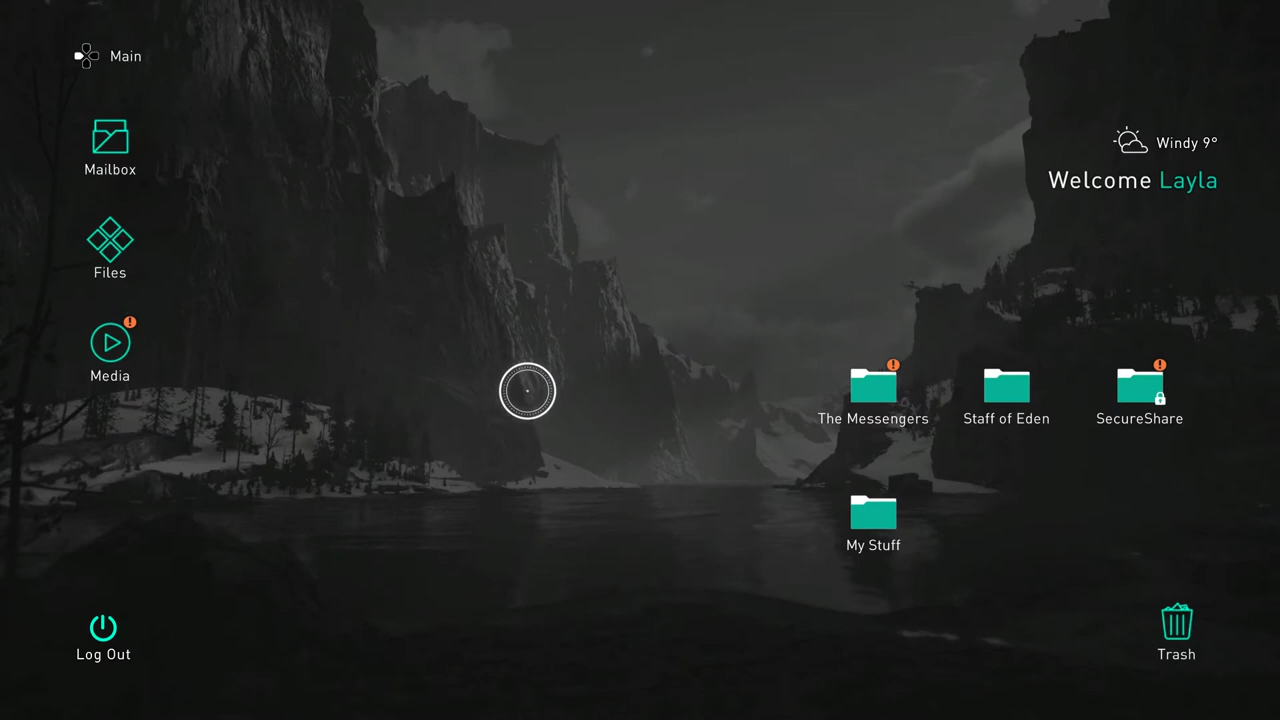 Main
Mailbox
Files
Media
Windy 9°
Welcome Layla
The Messengers
Staff of Eden
SecureShare
My Stuff
Log Out
Trash